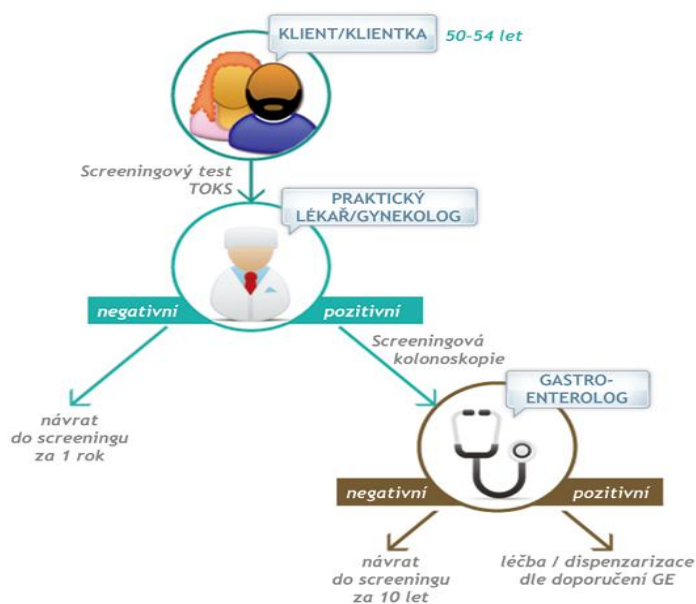 KLIENT/KLIENTKA
50-54 let
Screeningový test
TOKS
PRAKTICKÝ
LÉKAŘ/GYNEKOLOG
negativní
pozitivní
Screeningová
kolonoskopie
návrat
do screeningu
za 1 rok
GASTRO-
ENTEROLOG
negativní
pozitivní
návrat
do screeningu
za 10 let
léčba / dispenzarizace
dle doporučení GE